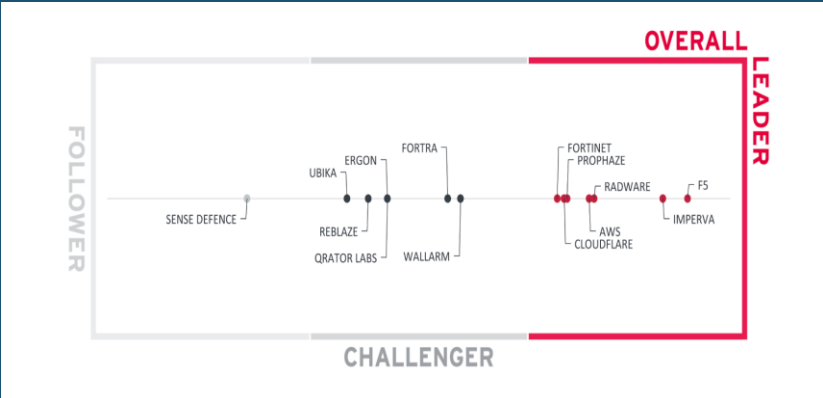 OVERALL
LEADER
FOLLOWER
FORTRA
FORTINET
ERGON
PROPHAZE
UBIKA
RADWARE
F5
SENSE DEFENCE
IMPERVA
REBLAZE
AWS
CLOUDFLARE
QRATOR LABS
WALLARM
CHALLENGER